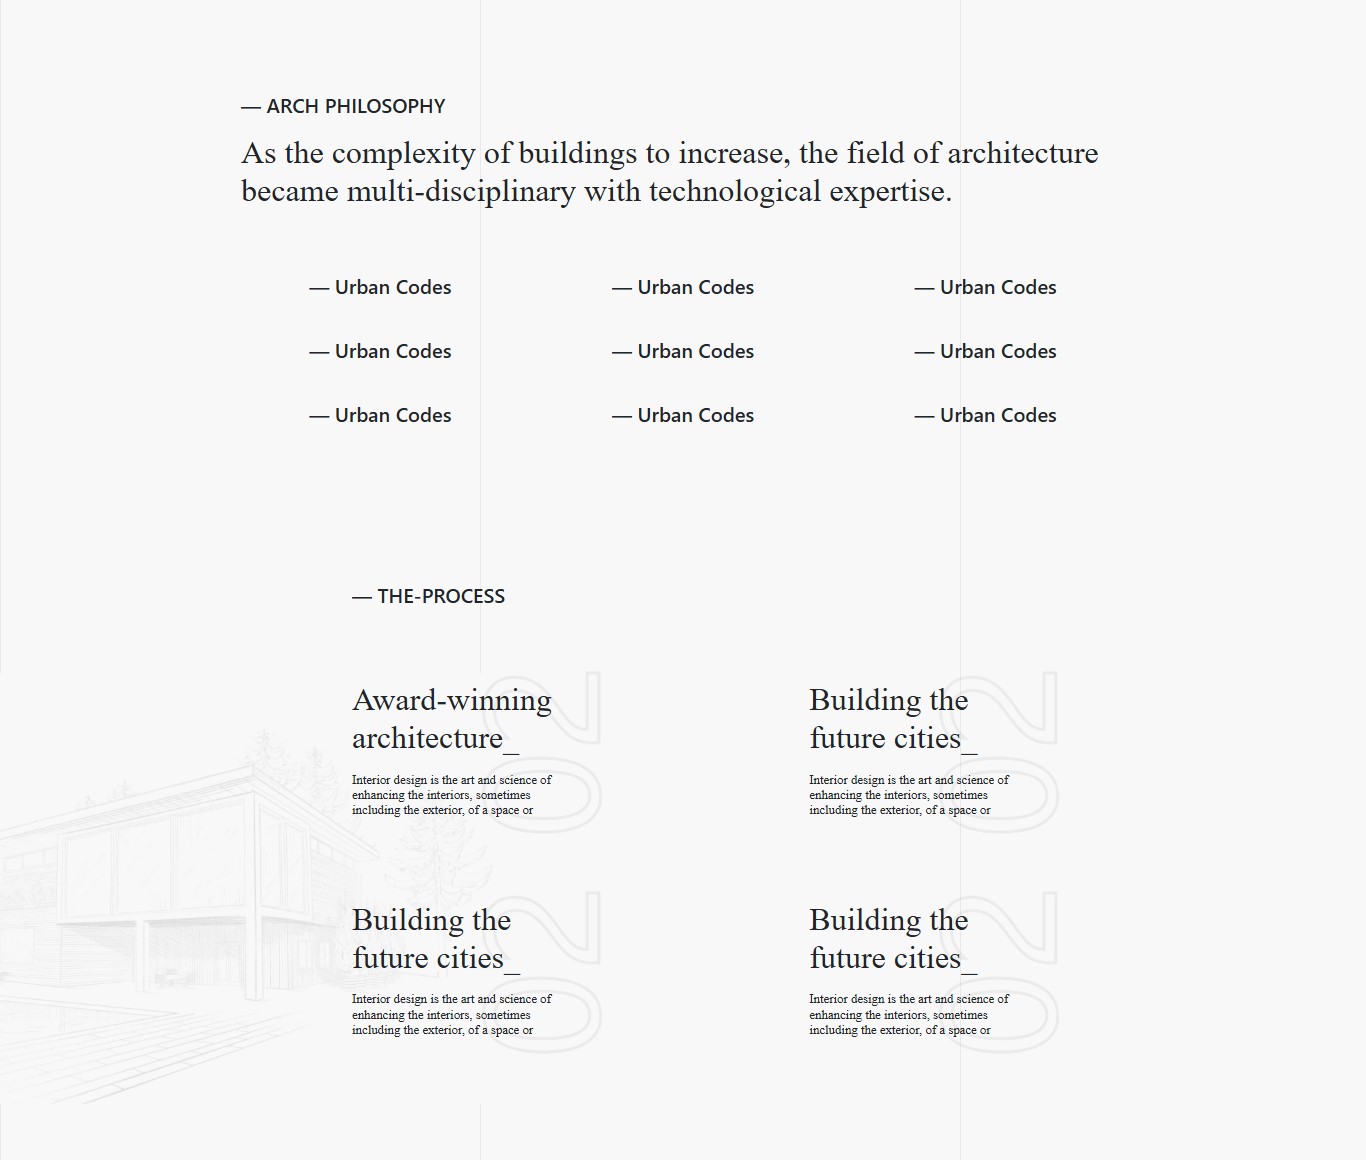 — ARCH PHILOSOPHY
As the complexity of buildings to increase, the field of architecture
became multi-disciplinary with technological expertise.
— Urban Codes
— Urban Codes
— Urban Codes
— Urban Codes
— Urban Codes
— Urban Codes
— Urban Codes
— Urban Codes
— Urban Codes
— THE-PROCESS
Award-winning
architecture_
Interior design is the art and science of
enhancing the interiors, sometimes
including the exterior, of a space or
02
Building the
future cities_
Interior design is the art and science of
enhancing the interiors, sometimes
including the exterior, of a space or
02
Building the
future cities_
Interior design is the art and science of
enhancing the interiors, sometimes
including the exterior, of a space or
02
Building the
future cities_
Interior design is the art and science of
enhancing the interiors, sometimes
including the exterior, of a space or
02